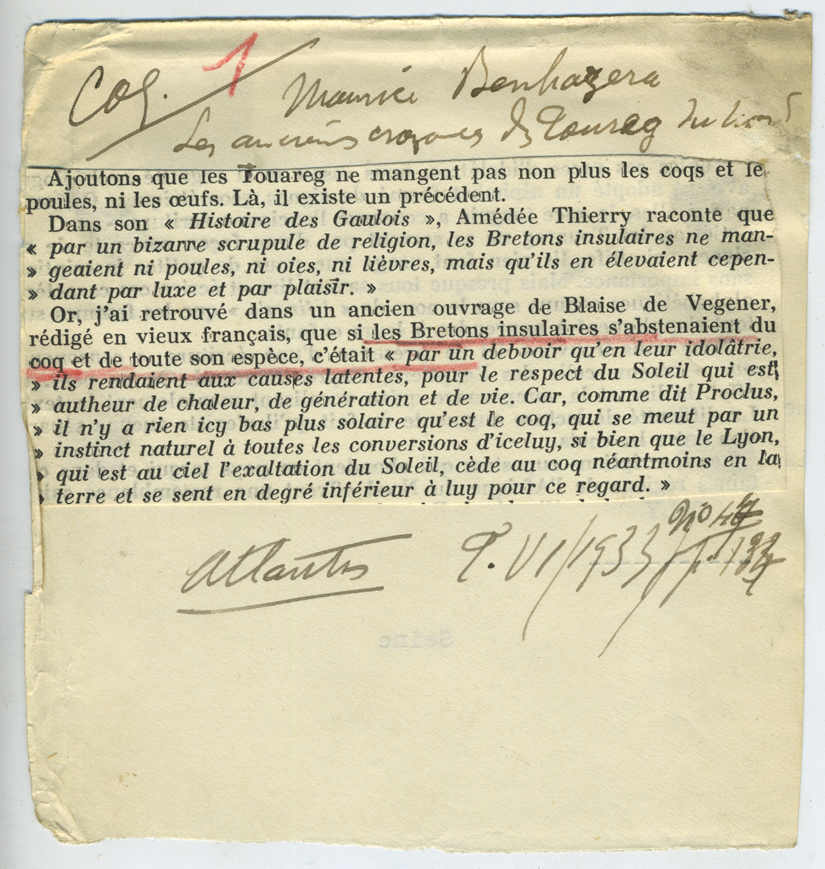 Coq. 1 Maurice Benhazera
Les anciens croyances des Touareg du
Ajoutons que les Touareg ne mangent pas non plus les coqs et le
poules, ni les œufs. Là, il existe un précédent.
Dans son « Histoire des Gaulois », Amédée Thierry raconte que
« par un bizarre scrupule de religion, les Bretons insulaires ne man-
» geaient ni poules, ni oies, ni lièvres, mais qu'ils en élevaient cepen-
» dant par luxe et par plaisir. »
Or, j'ai retrouvé dans un ancien ouvrage de Blaise de Vegener,
rédigé en vieux français, que si les Bretons insulaires s'abstenaient du
coq et de toute son espèce, c'était « par un debvoir qu'en leur idolâtrie,
» ils rendaient aux causes latentes, pour le respect du Soleil qui est
» autheur de chaleur, de génération et de vie. Car, comme dit Proclus,
» il n'y a rien icy bas plus solaire qu'est le coq, qui se meut par un
» instinct naturel à toutes les conversions d'iceluy, si bien que le Lyon,
» qui est au ciel l'exaltation du Soleil, cède au coq néantmoins en la
» terre et se sent en degré inférieur à luy pour ce regard. »
No
Atlantis T. VI/1933/p.
Seine